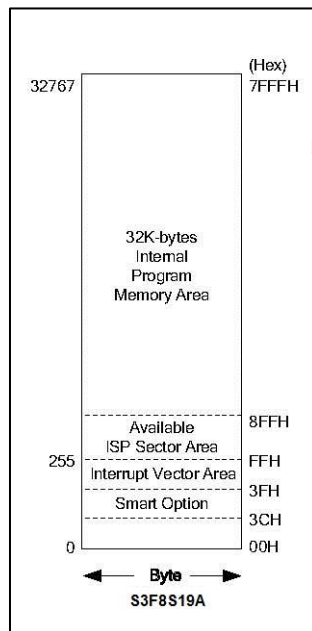 (Hex)
32767 7FFFH
32K-bytes
Internal
Program
Memory Area
8FFH
Available
ISP Sector Area
255 FFH
Interrupt Vector Area
3FH
Smart Option
3CH
0 00H
Byte
S3F8S19A